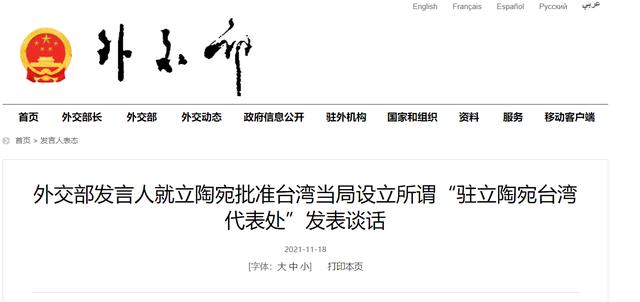 English Français Español Русский عربي
外交部
首页 外交部长 外交部 外交动态 政府信息公开 驻外机构 国家和组织 资料 服务 移动客户端
首页 > 发言人表态
外交部发言人就立陶宛批准台湾当局设立所谓“驻立陶宛台湾
代表处”发表谈话
2021-11-18
[字体：大 中 小] 打印本页